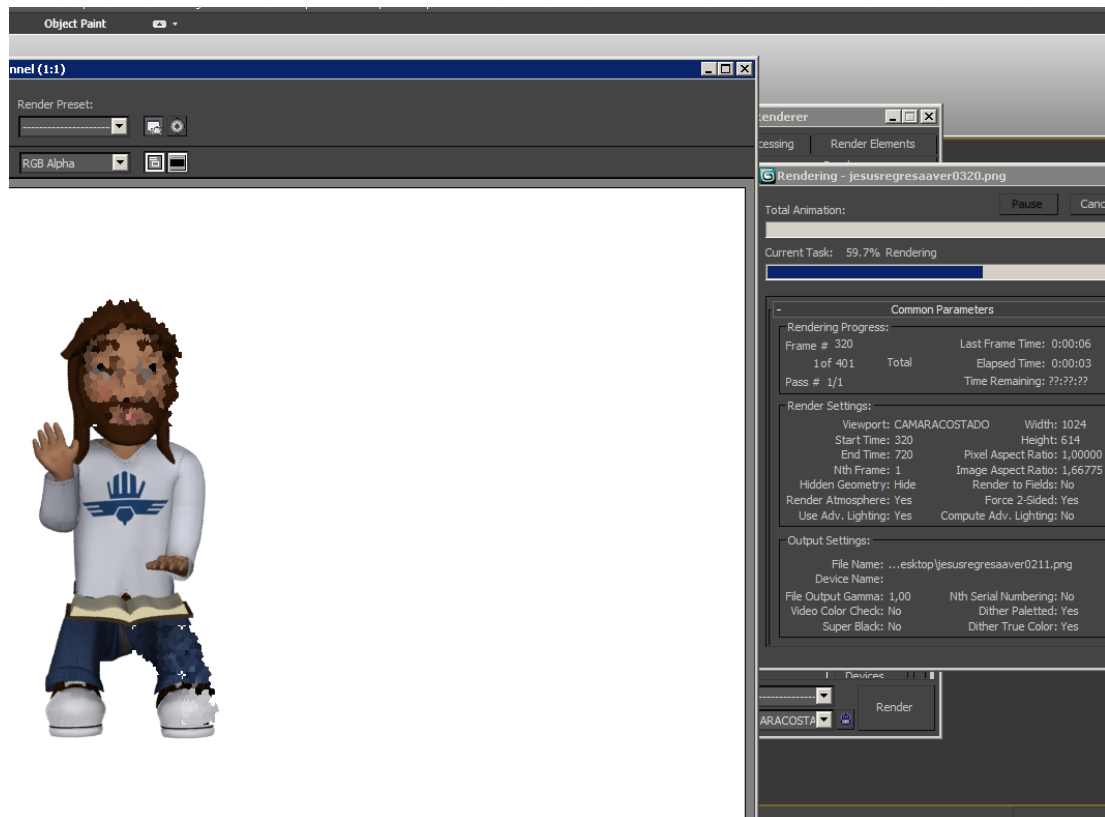 Object Paint
nnel (1:1)
Render Preset:
RGB Alpha
enderer
cessing Render Elements
Rendering - jesusregresaaver0320.png
Total Animation:
Pause Canc
Current Task: 59.7% Rendering
- Common Parameters
Rendering Progress:
Frame # 320 Last Frame Time: 0:00:06
1 of 401 Total Elapsed Time: 0:00:03
Pass # 1/1 Time Remaining: ??:??:??
Render Settings:
Viewport: CAMARACOSTADO Width: 1024
Start Time: 320 Height: 614
End Time: 720 Pixel Aspect Ratio: 1,00000
Nth Frame: 1 Image Aspect Ratio: 1,66775
Hidden Geometry: Hide Render to Fields: No
Render Atmosphere: Yes Force 2-Sided: Yes
Use Adv. Lighting: Yes Compute Adv. Lighting: No
Output Settings:
File Name: ...esktop\jesusregresaaver0211.png
Device Name:
File Output Gamma: 1,00 Nth Serial Numbering: No
Video Color Check: No Dither Paletted: Yes
Super Black: No Dither True Color: Yes
Devices
Render
ARACOSTA